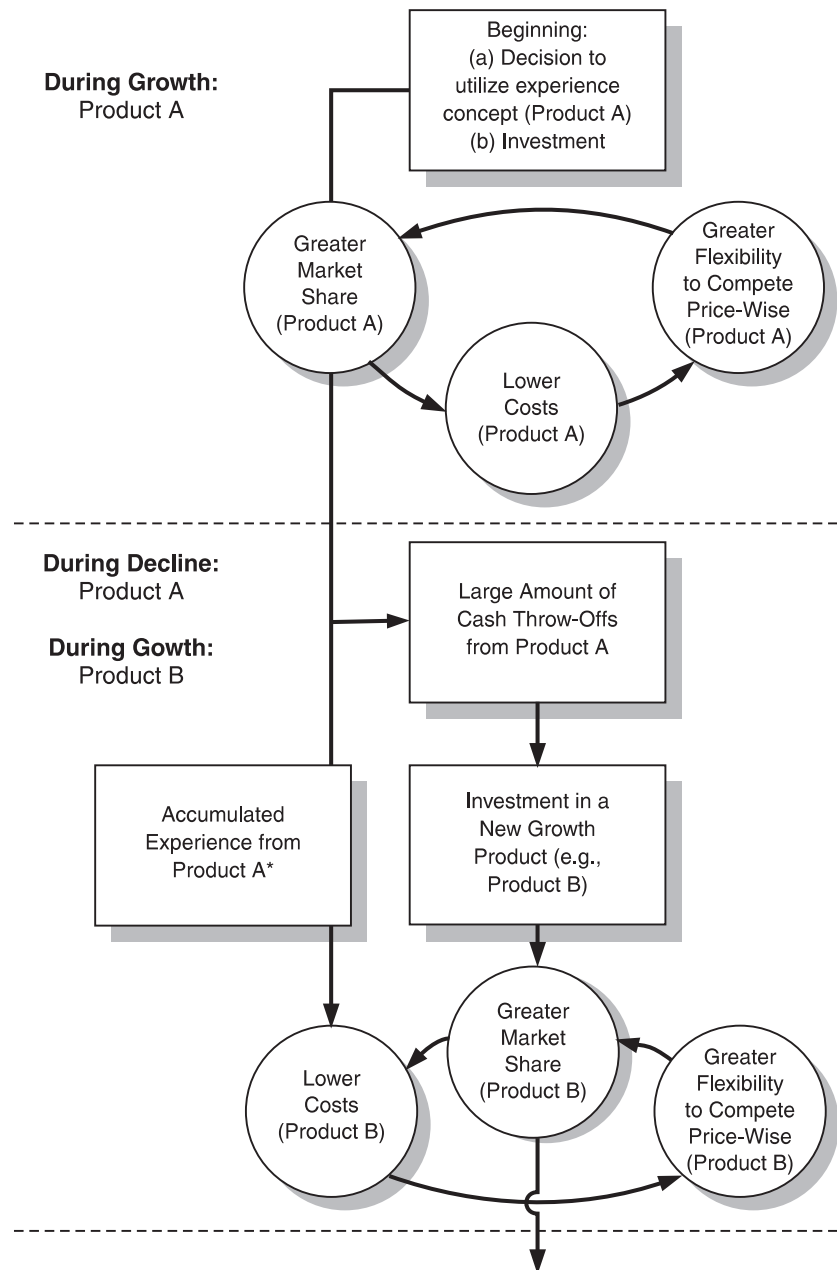 Beginning:
(a) Decision to
utilize experience
concept (Product A)
(b) Investment
During Growth:
Product A
Greater
Market
Share
(Product A)
Greater
Flexibility
to Compete
Price-Wise
(Product A)
Lower
Costs
(Product A)
During Decline:
Product A
During Gowth:
Product B
Large Amount of
Cash Throw-Offs
from Product A
Accumulated
Experience from
Product A*
Investment in a
New Growth
Product (e.g.,
Product B)
Greater
Market
Share
(Product B)
Lower
Costs
(Product B)
Greater
Flexibility
to Compete
Price-Wise
(Product B)